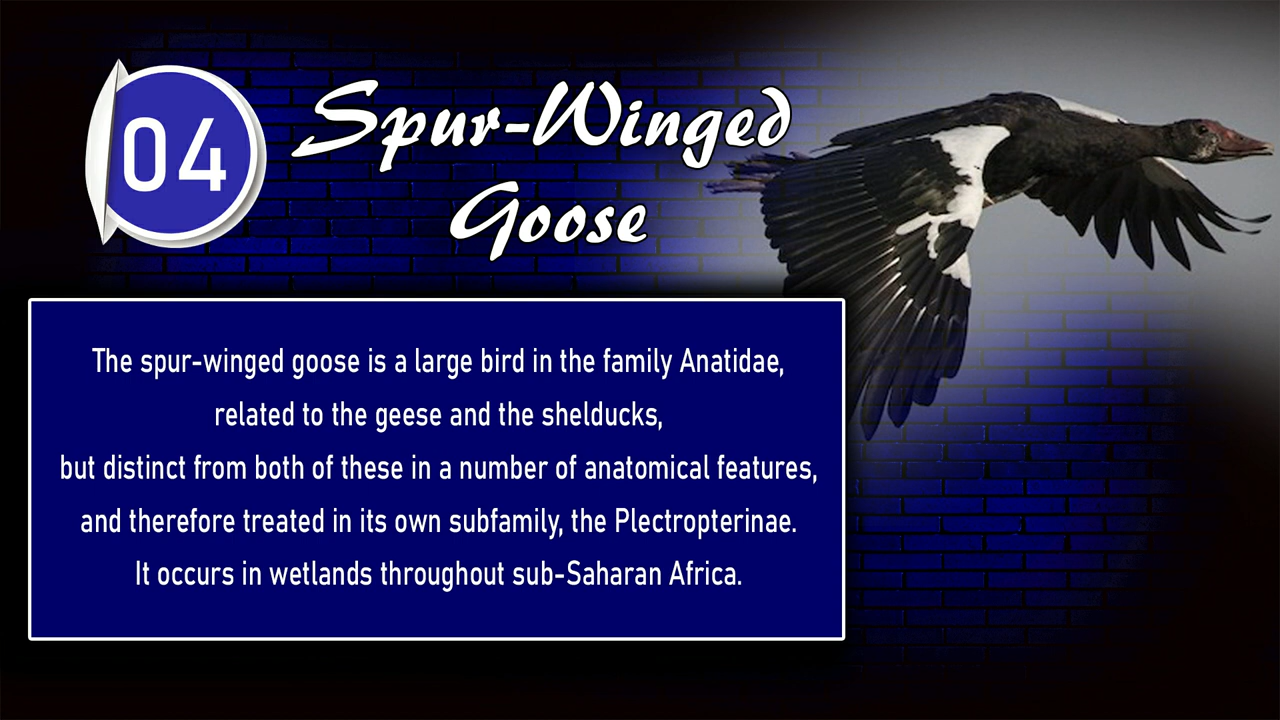 04
Spur-Winged
Goose
The spur-winged goose is a large bird in the family Anatidae,
related to the geese and the shelducks,
but distinct from both of these in a number of anatomical features,
and therefore treated in its own subfamily, the Plectropterinae.
It occurs in wetlands throughout sub-Saharan Africa.